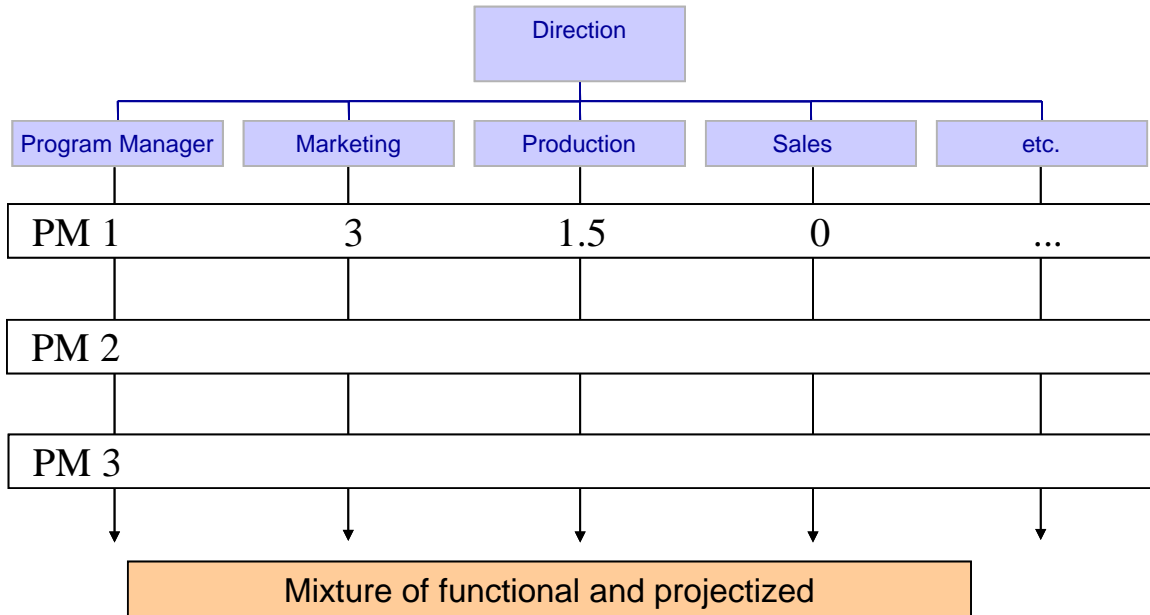 Direction
Program Manager Marketing Production Sales etc.
PM 1 3 1.5 0 ...
PM 2
PM 3
Mixture of functional and projectized